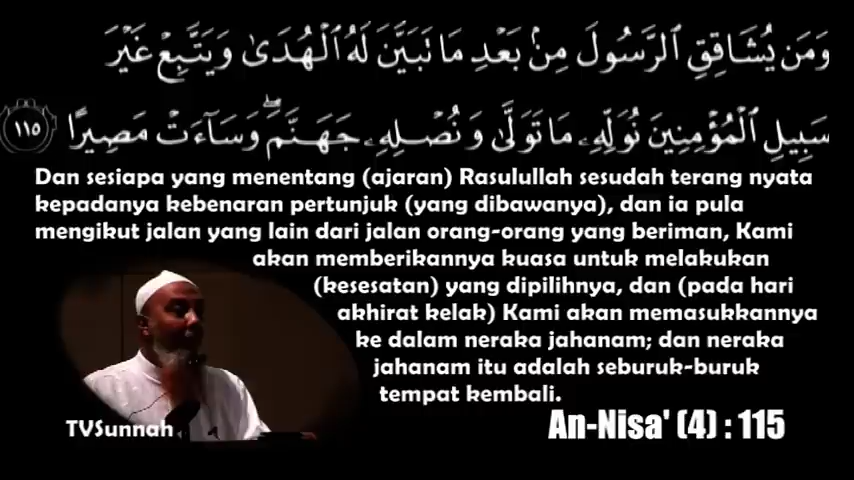 وَمَن يُشَاقِقِ ٱلرَّسُولَ مِنۢ بَعْدِ مَا تَبَيَّنَ لَهُ ٱلْهُدَىٰ وَيَتَّبِعْ غَيْرَ
سَبِيلِ ٱلْمُؤْمِنِينَ نُوَلِّهِۦ مَا تَوَلَّىٰ وَنُصْلِهِۦ جَهَنَّمَ ۖ وَسَآءَتْ مَصِيرًا ١١٥
Dan sesiapa yang menentang (ajaran) Rasulullah sesudah terang nyata
kepadanya kebenaran pertunjuk (yang dibawanya), dan ia pula
mengikut jalan yang lain dari jalan orang-orang yang beriman, Kami
akan memberikannya kuasa untuk melakukan
(kesesatan) yang dipilihnya, dan (pada hari
akhirat kelak) Kami akan memasukkannya
ke dalam neraka jahanam; dan neraka
jahanam itu adalah seburuk-buruk
tempat kembali.
An-Nisa' (4) : 115
TVSunnah